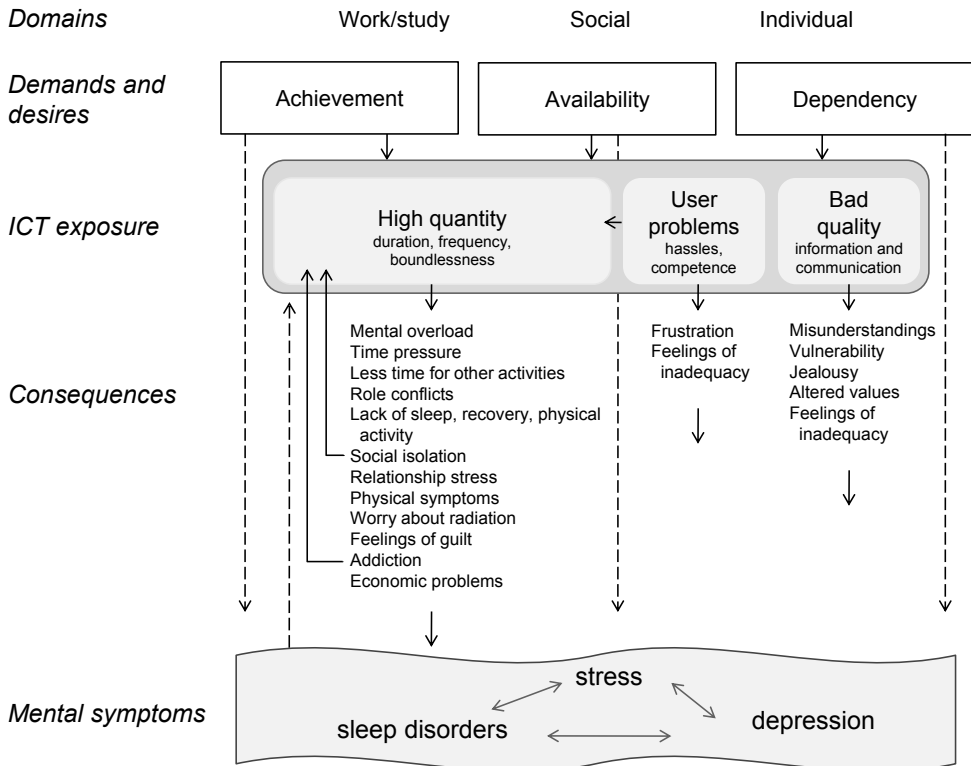 Domains
Work/study
Social
Individual
Demands and
desires
Achievement
Availability
Dependency
ICT exposure
High quantity
duration, frequency,
boundlessness
User
problems
hassles,
competence
Bad
quality
information and
communication
Consequences
Mental overload
Time pressure
Less time for other activities
Role conflicts
Lack of sleep, recovery, physical
activity
Social isolation
Relationship stress
Physical symptoms
Worry about radiation
Feelings of guilt
Addiction
Economic problems
Frustration
Feelings of
inadequacy
Misunderstandings
Vulnerability
Jealousy
Altered values
Feelings of
inadequacy
Mental symptoms
stress
sleep disorders
depression